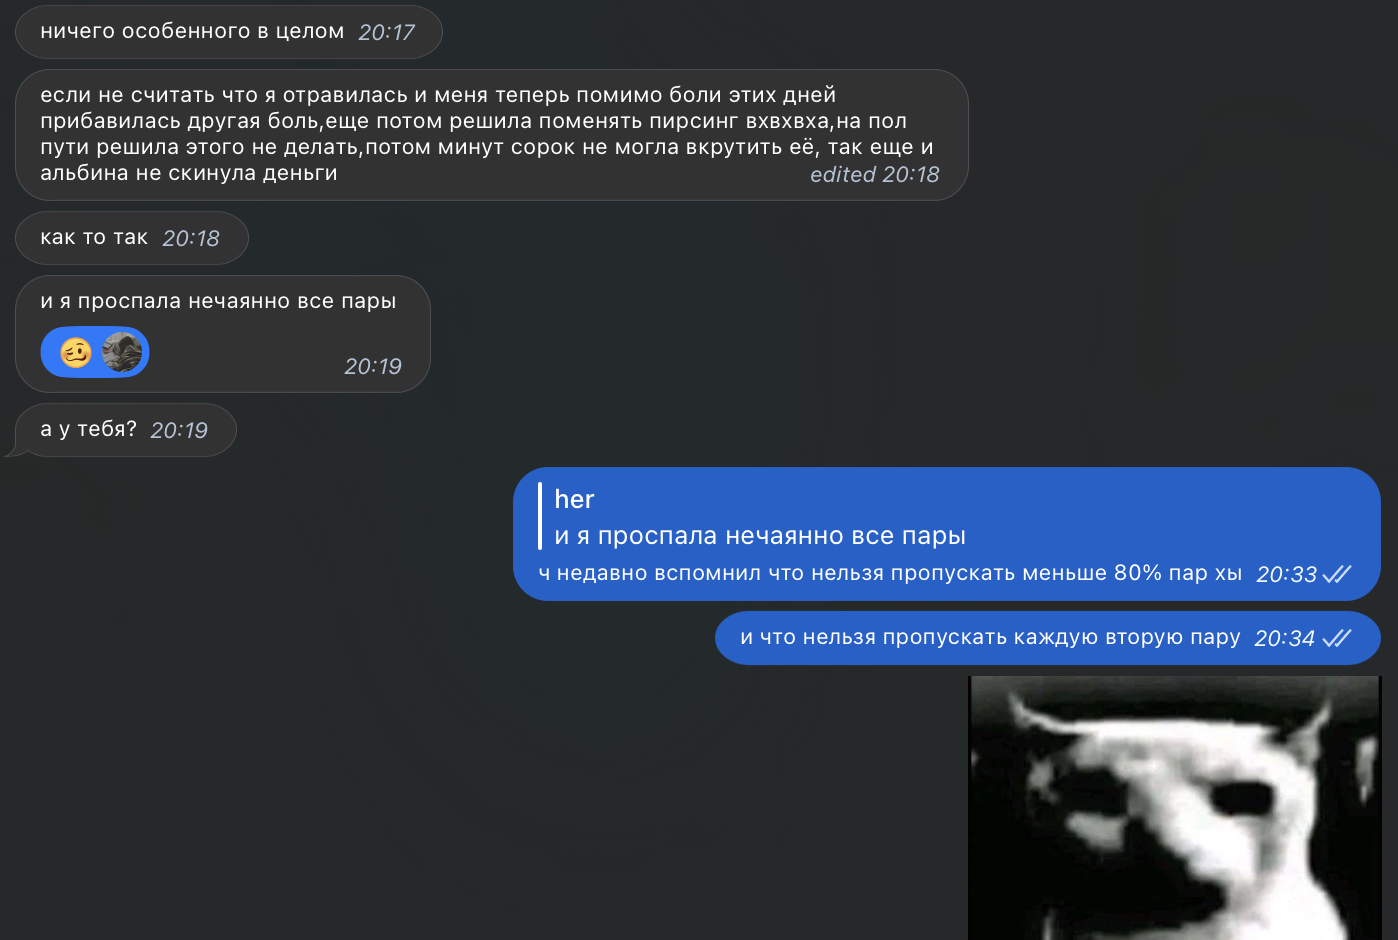 ничего особенного в целом 20:17
если не считать что я отравилась и меня теперь помимо боли этих дней
прибавилась другая боль,еще потом решила поменять пирсинг вхвхвха,на пол
пути решила этого не делать,потом минут сорок не могла вкрутить её, так еще и
альбина не скинула деньги edited 20:18
как то так 20:18
и я проспала нечаянно все пары
20:19
а у тебя? 20:19
her
и я проспала нечаянно все пары
ч недавно вспомнил что нельзя пропускать меньше 80% пар хы 20:33
и что нельзя пропускать каждую вторую пару 20:34